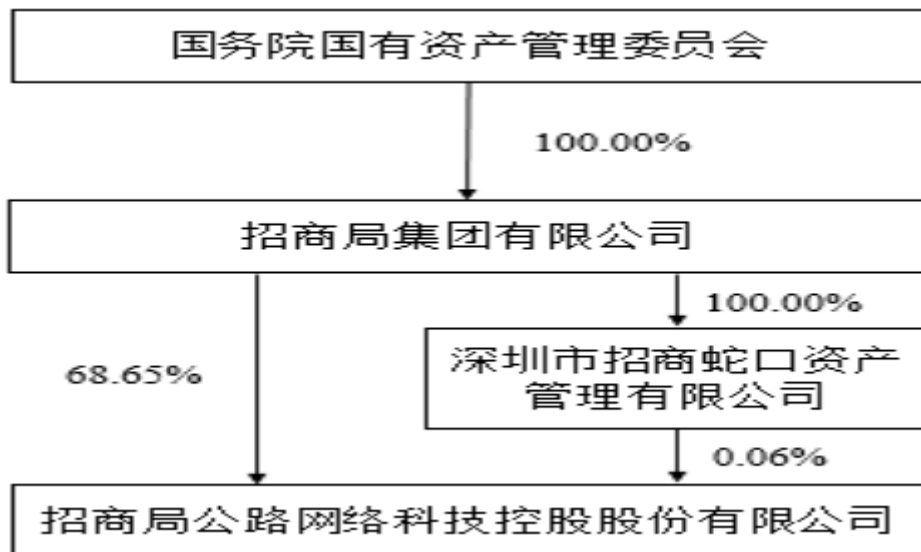 国务院国有资产管理委员会
100.00%
招商局集团有限公司
100.00%
68.65%
深圳市招商蛇口资产
管理有限公司
0.06%
招商局公路网络科技控股股份有限公司